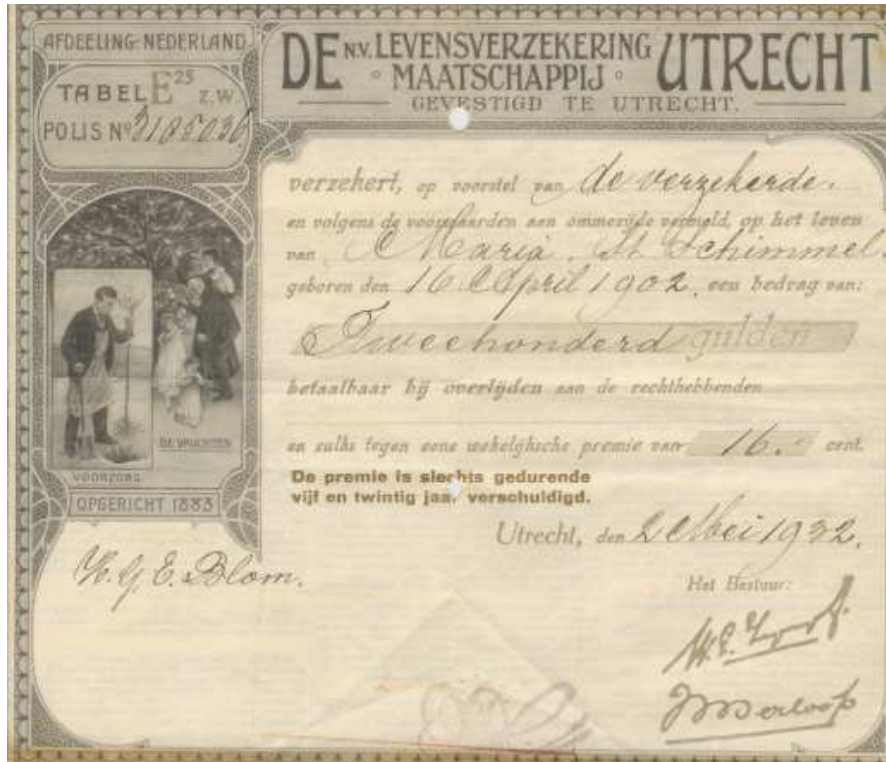 AFDEELING-NEDERLAND
TABEL E25 Z.W.
POLIS No 3185036
DE N.V. LEVENSVERZEKERING MAATSCHAPPIJ UTRECHT
GEVESTIGD TE UTRECHT.
verzekert, op voorstel van de verzekerde.
en volgens de voorwaarden aan ommezijde vermeld, op het leven
van Maria. St Schimmel.
geboren den 16 April 1902, een bedrag van:
Tweehonderd gulden
betaalbaar bij overlijden aan de rechthebbenden
en zulks tegen eene wekelijksche premie van 16.- cent.
De premie is slechts gedurende
vijf en twintig jaar verschuldigd.
Utrecht, den 2 Mei 1932.
Het Bestuur:
DE VRUCHTEN
VOORZORG
OPGERICHT 1883
H. G. E. Blom.